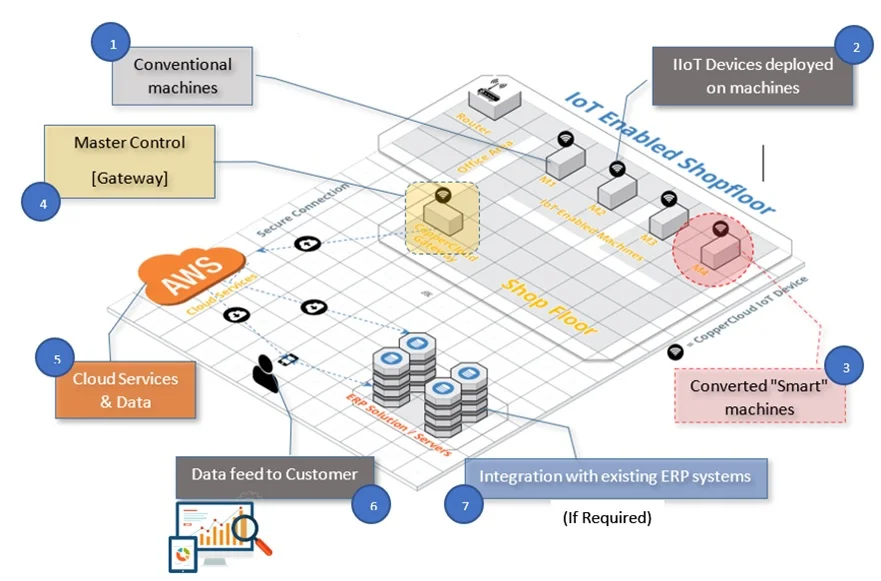 1
Conventional
machines
2
IIoT Devices deployed
on machines
IoT Enabled Shopfloor
Router
Office Area
Master Control
[Gateway]
4
M1
M2
M3
M4
IoT-Enabled Machines
Secure Connection
CopperCloud
Gateway
AWS
Cloud Services
Shop Floor
= CopperCloud IoT Device
5
Cloud Services
& Data
3
Converted "Smart"
machines
ERP Solution / Servers
Data feed to Customer
6
Integration with existing ERP systems
7
(If Required)